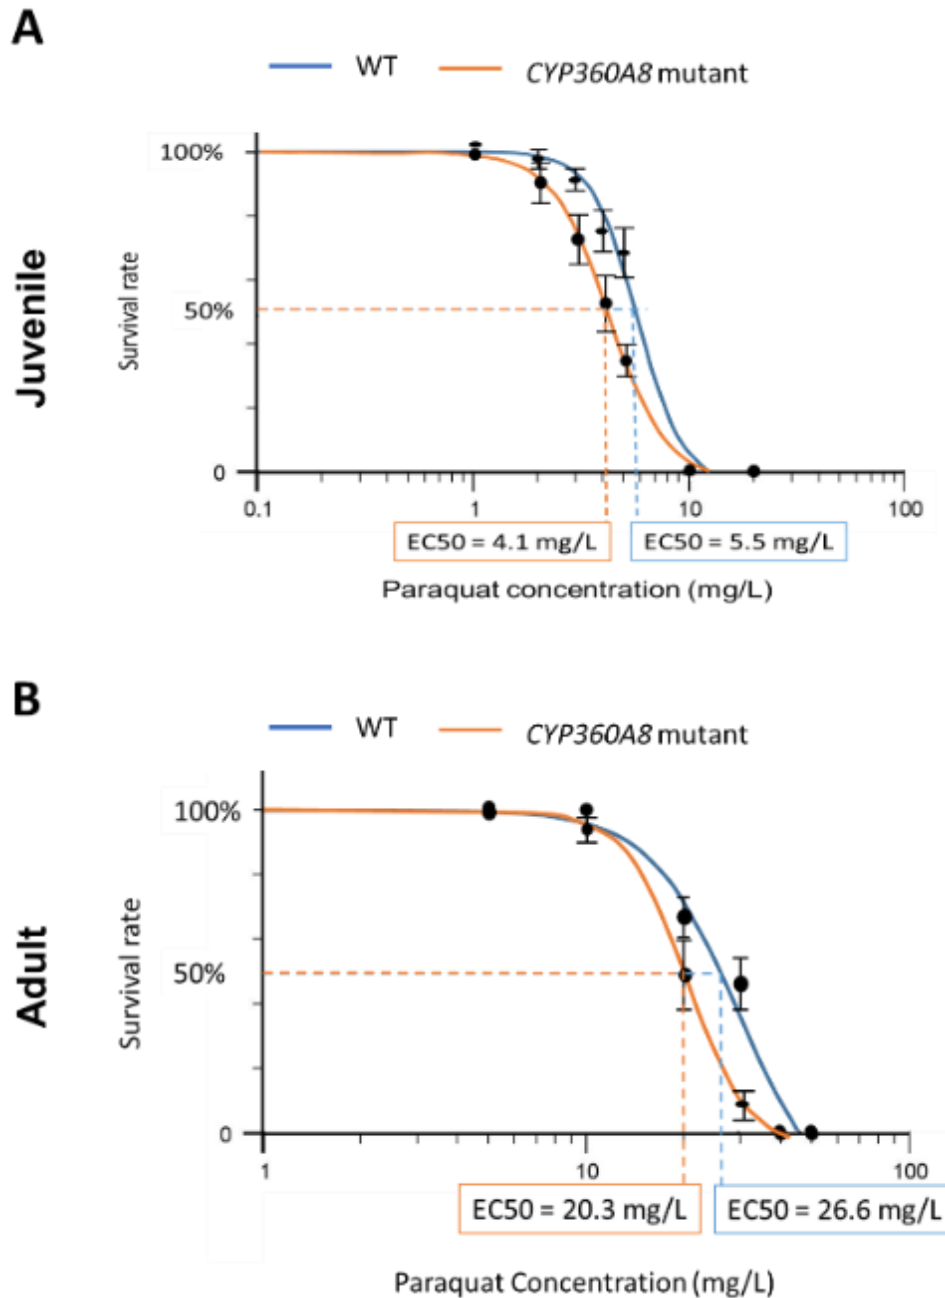 A
WT CYP360A8 mutant
100%
50%
0
Survival rate
Juvenile
0.1 1 10 100
EC50 = 4.1 mg/L EC50 = 5.5 mg/L
Paraquat concentration (mg/L)
B
WT CYP360A8 mutant
100%
50%
0
Survival rate
Adult
1 10 100
EC50 = 20.3 mg/L EC50 = 26.6 mg/L
Paraquat Concentration (mg/L)